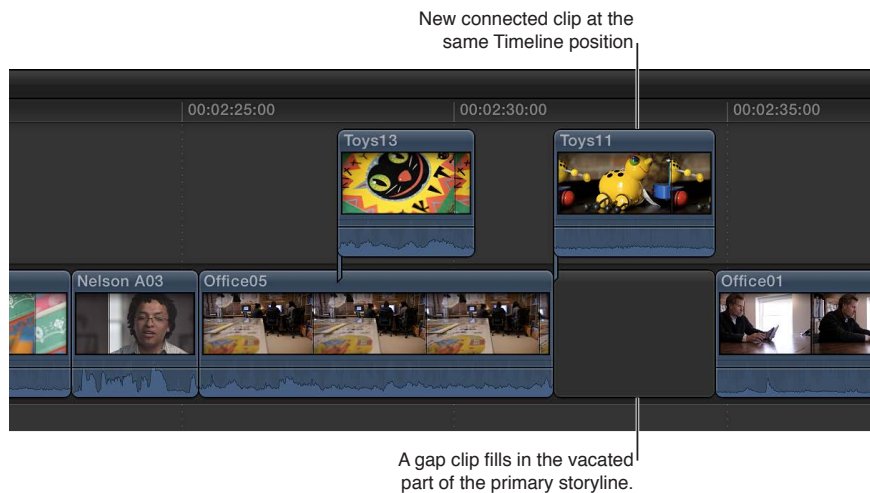 New connected clip at the
same Timeline position
00:02:25:00
00:02:30:00
00:02:35:00
Toys13
Toys11
Nelson A03
Office05
Office01
A gap clip fills in the vacated
part of the primary storyline.